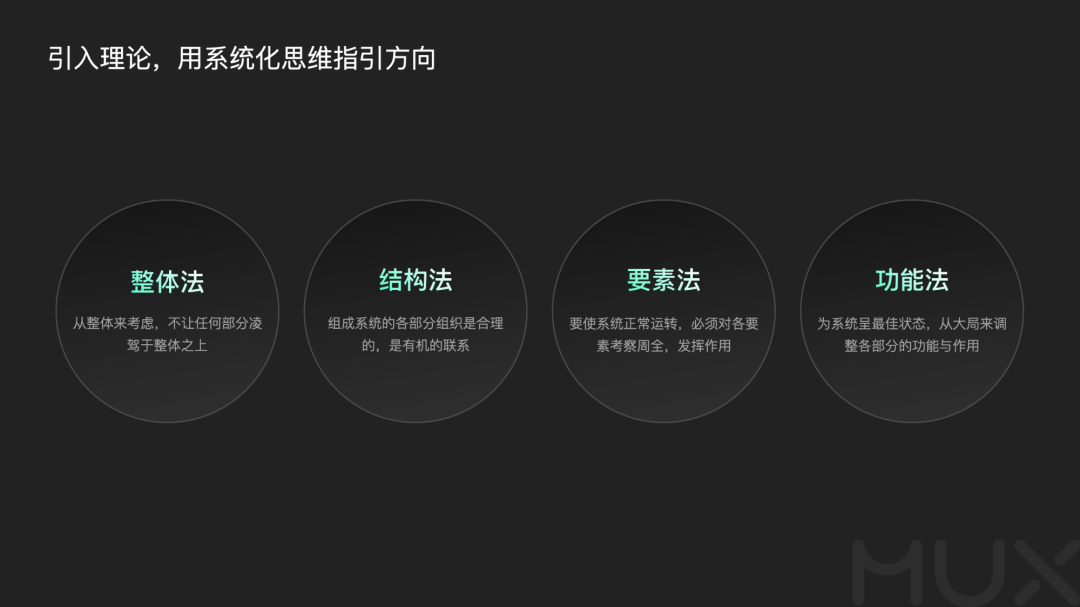 引入理论，用系统化思维指引方向
整体法
从整体来考虑，不让任何部分凌
驾于整体之上
结构法
组成系统的各部分组织是合理
的，是有机的联系
要素法
要使系统正常运转，必须对各要
素考察周全，发挥作用
功能法
为系统呈最佳状态，从大局来调
整各部分的功能与作用
MUX